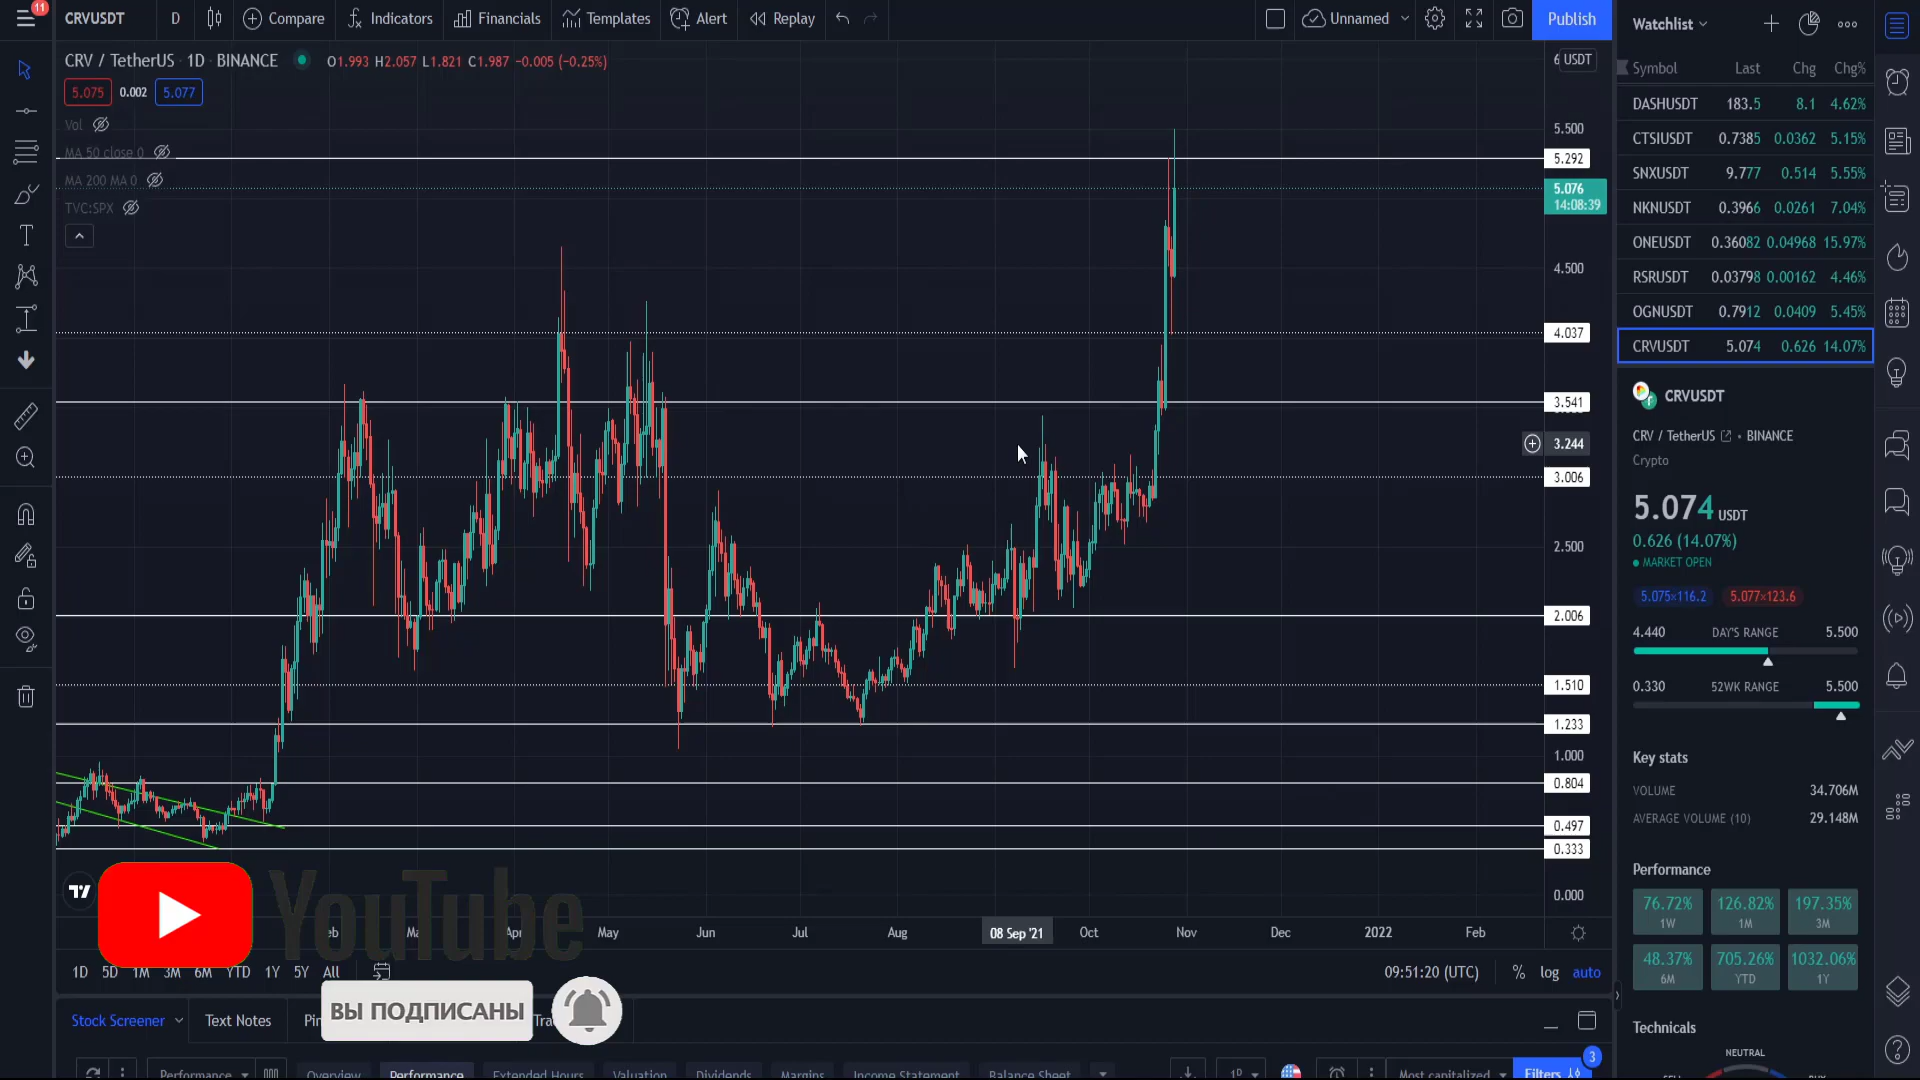 11
CRVUSDT D Compare Indicators Financials Templates Alert Replay Unnamed Publish
CRV / TetherUS · 1D · BINANCE O1.993 H2.057 L1.821 C1.987 −0.005 (−0.25%)
5.075 0.002 5.077
Vol
MA 50 close 0
MA 200 MA 0
TVC:SPX
USDT
5.500
5.292
5.076
14:08:39
4.500
4.037
3.541
3.244
3.006
2.500
2.006
1.510
1.233
1.000
0.804
0.497
0.333
0.000
May Jun Jul Aug 08 Sep '21 Oct Nov Dec 2022 Feb
YouTube
1D 5D 1M 3M 6M YTD 1Y 5Y All
09:51:20 (UTC) % log auto
ВЫ ПОДПИСАНЫ
Stock Screener Text Notes
Performance Overview Performance Extended Hours Valuation Dividends Margins Income Statement Balance Sheet 1D Most capitalized Filters 3
Watchlist
Symbol Last Chg Chg%
DASHUSDT 183.5 8.1 4.62%
CTSIUSDT 0.7385 0.0362 5.15%
SNXUSDT 9.777 0.514 5.55%
NKNUSDT 0.3966 0.0261 7.04%
ONEUSDT 0.36082 0.04968 15.97%
RSRUSDT 0.03798 0.00162 4.46%
OGNUSDT 0.7912 0.0409 5.45%
CRVUSDT 5.074 0.626 14.07%
CRVUSDT
CRV / TetherUS • BINANCE
Crypto
5.074 USDT
0.626 (14.07%)
MARKET OPEN
5.075×116.2 5.077×123.6
4.440 DAY'S RANGE 5.500
0.330 52WK RANGE 5.500
Key stats
VOLUME 34.706M
AVERAGE VOLUME (10) 29.148M
Performance
76.72% 126.82% 197.35%
1W 1M 3M
48.37% 705.26% 1032.06%
6M YTD 1Y
Technicals
NEUTRAL